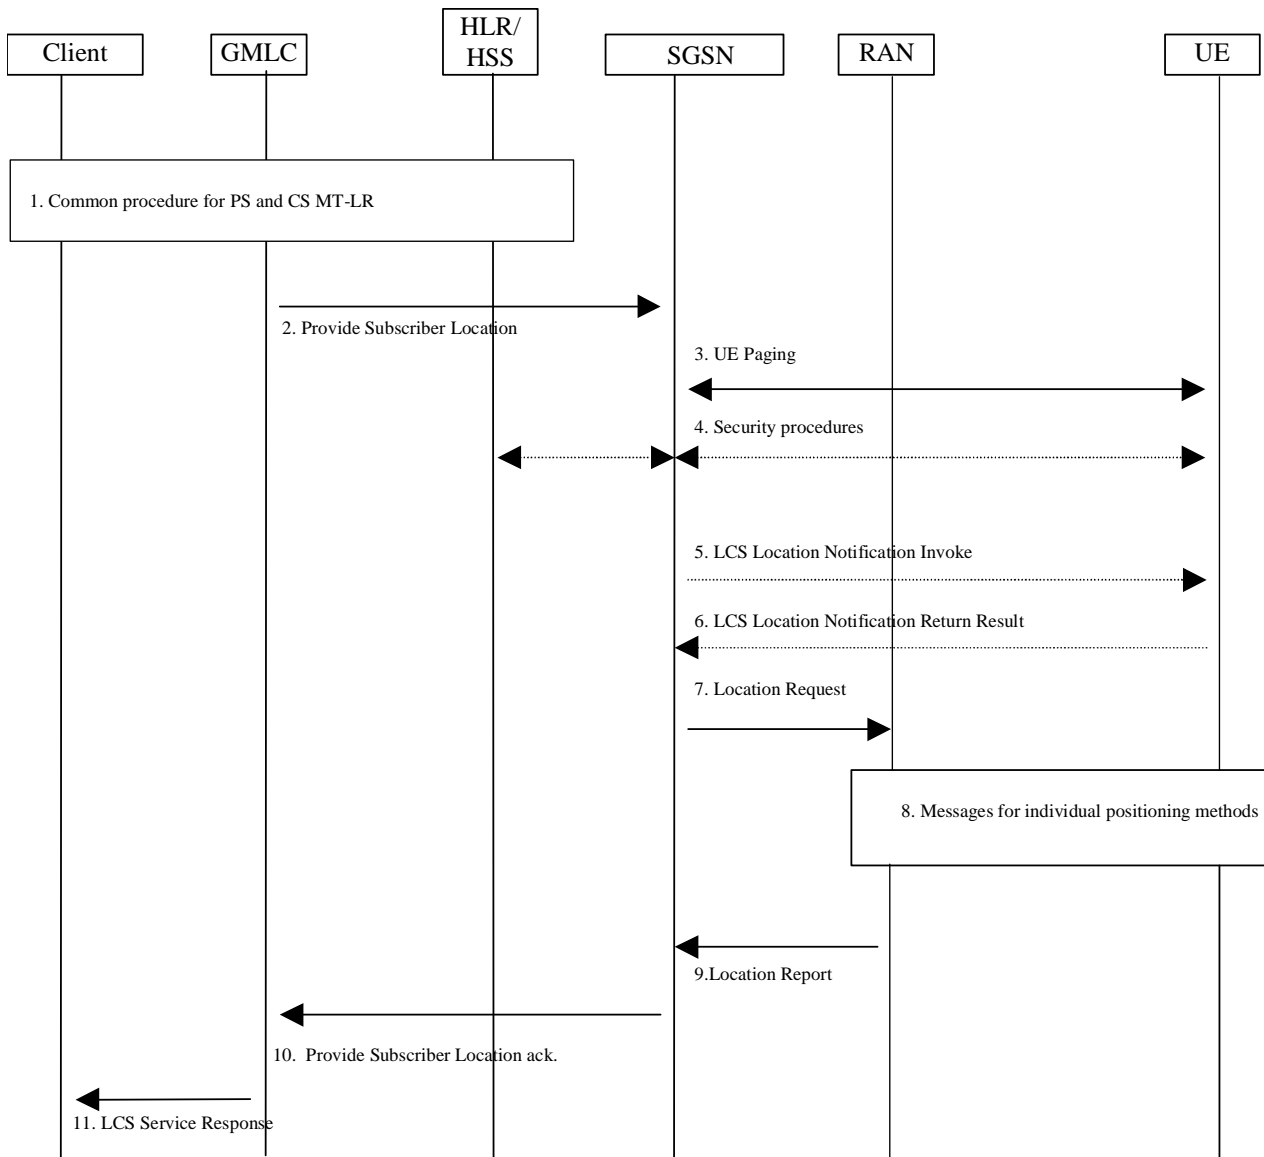 Client
GMLC
HLR/
HSS
SGSN
RAN
UE
1. Common procedure for PS and CS MT-LR
2. Provide Subscriber Location
3. UE Paging
4. Security procedures
5. LCS Location Notification Invoke
6. LCS Location Notification Return Result
7. Location Request
8. Messages for individual positioning methods
9.Location Report
10. Provide Subscriber Location ack.
11. LCS Service Response